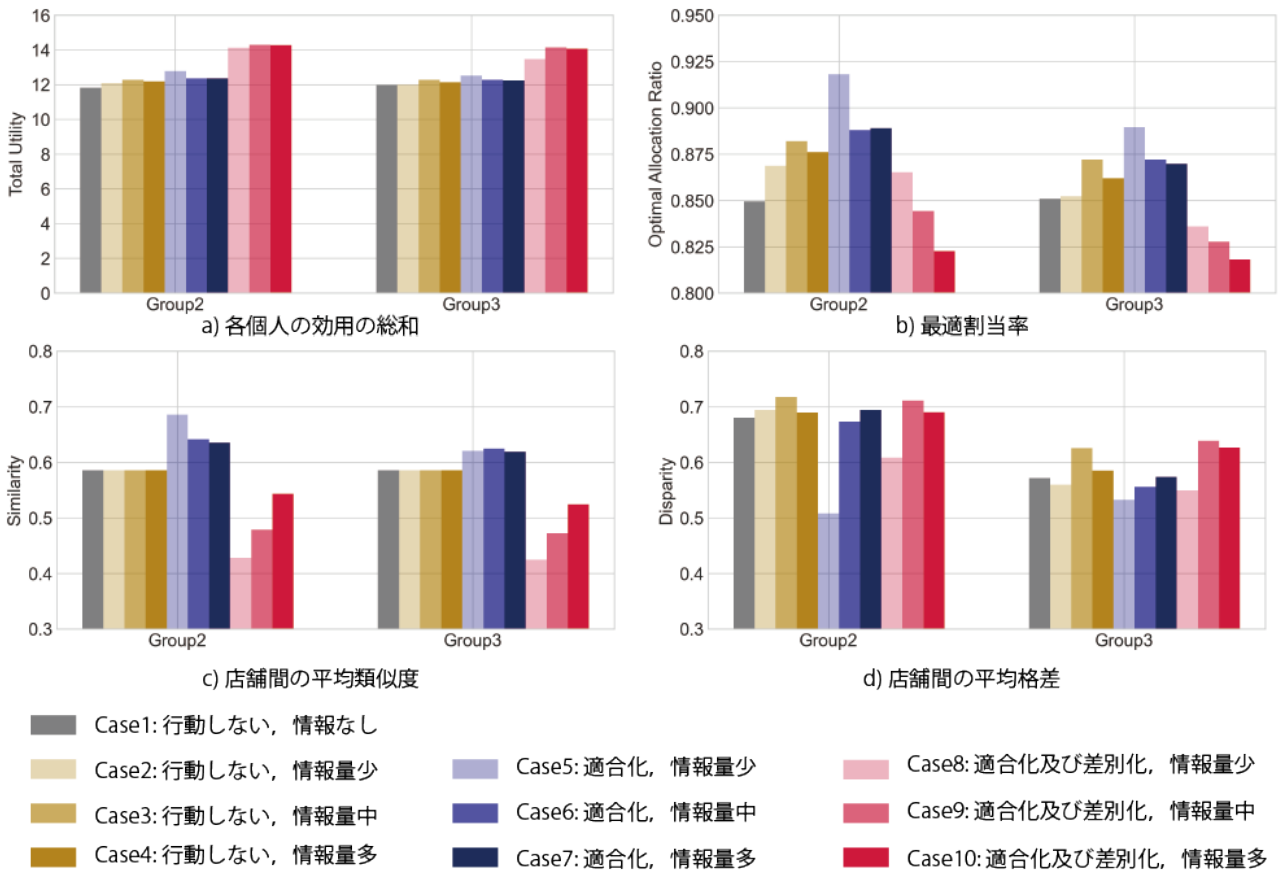 16
14
12
10
8
6
4
2
0
Total Utility
Group2
Group3
a) 各個人の効用の総和
0.950
0.925
0.900
0.875
0.850
0.825
0.800
Optimal Allocation Ratio
Group2
Group3
b) 最適割当率
0.8
0.7
0.6
0.5
0.4
0.3
Similarity
Group2
Group3
c) 店舗間の平均類似度
0.8
0.7
0.6
0.5
0.4
0.3
Disparity
Group2
Group3
d) 店舗間の平均格差
Case1: 行動しない，情報なし
Case2: 行動しない，情報量少
Case3: 行動しない，情報量中
Case4: 行動しない，情報量多
Case5: 適合化，情報量少
Case6: 適合化，情報量中
Case7: 適合化，情報量多
Case8: 適合化及び差別化，情報量少
Case9: 適合化及び差別化，情報量中
Case10: 適合化及び差別化，情報量多